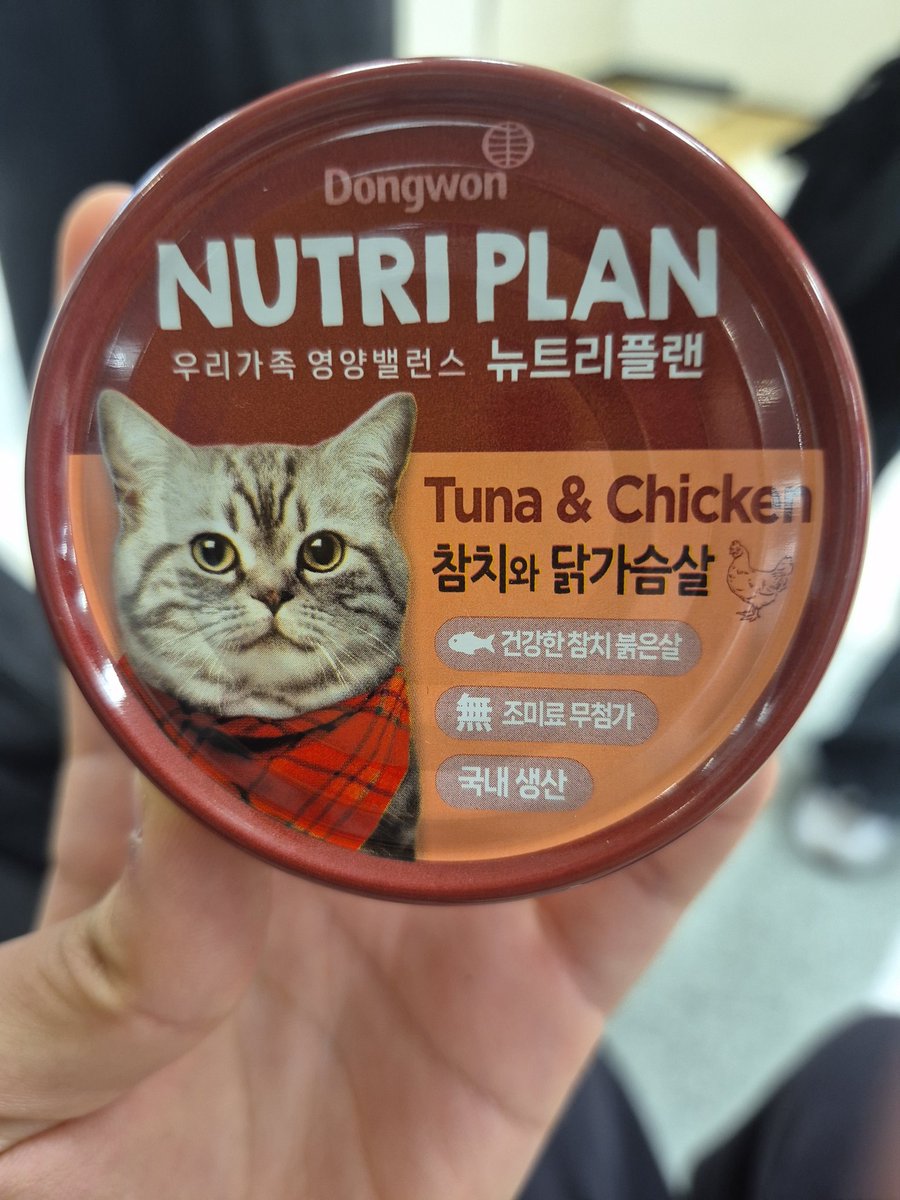 Dongwon
NUTRI PLAN
우리가족 영양밸런스 뉴트리플랜
Tuna & Chicken
참치와 닭가슴살
건강한 참치 붉은살
無 조미료 무첨가
국내 생산